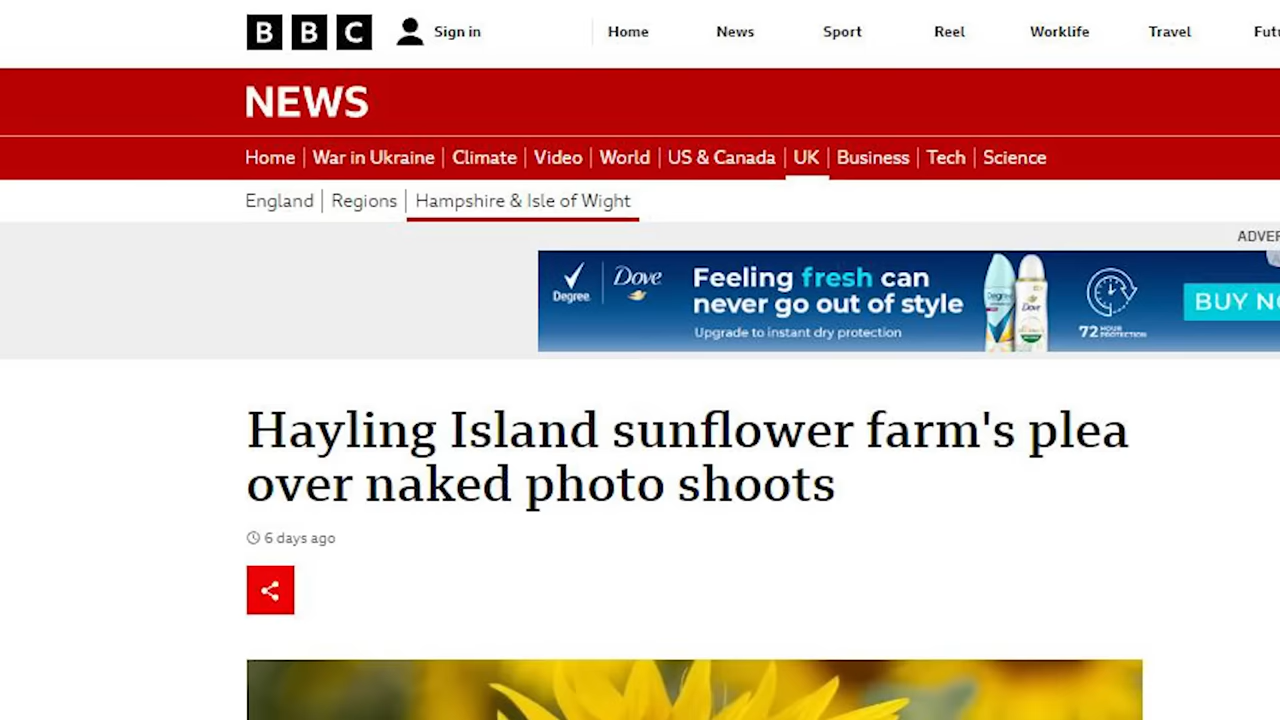 BBC Sign in Home News Sport Reel Worklife Travel
NEWS
Home War in Ukraine Climate Video World US & Canada UK Business Tech Science
England Regions Hampshire & Isle of Wight
Degree Dove Feeling fresh can
never go out of style
Upgrade to instant dry protection
72 HOUR PROTECTION
BUY
Hayling Island sunflower farm's plea
over naked photo shoots
6 days ago